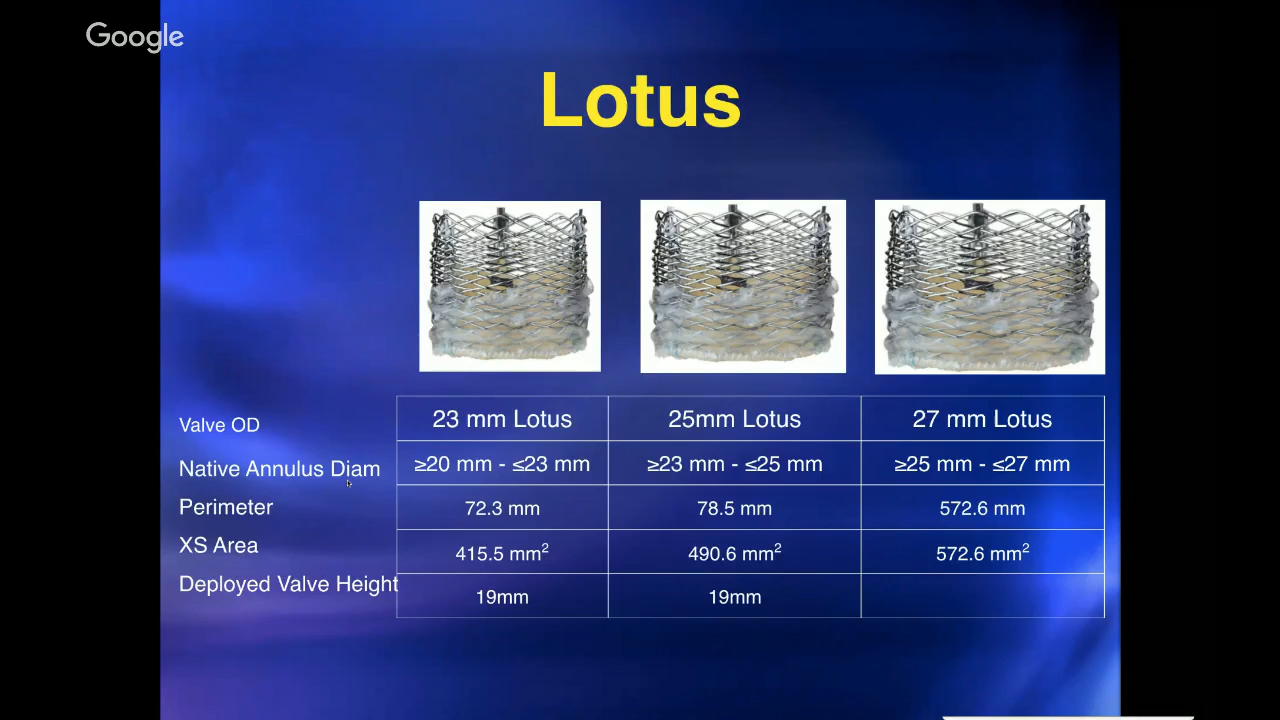 Google
Lotus
Valve OD 23 mm Lotus 25mm Lotus 27 mm Lotus
Native Annulus Diam ≥20 mm - ≤23 mm ≥23 mm - ≤25 mm ≥25 mm - ≤27 mm
Perimeter 72.3 mm 78.5 mm 572.6 mm
XS Area 415.5 mm² 490.6 mm² 572.6 mm²
Deployed Valve Height 19mm 19mm